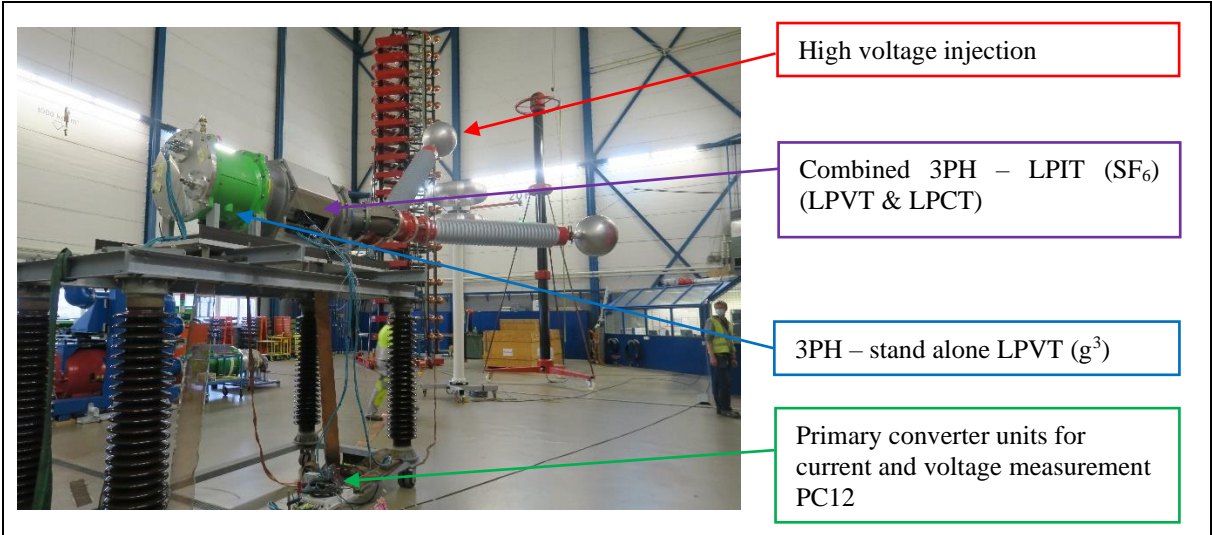 High voltage injection
Combined 3PH – LPIT (SF₆)
(LPVT & LPCT)
3PH – stand alone LPVT (g³)
Primary converter units for
current and voltage measurement
PC12